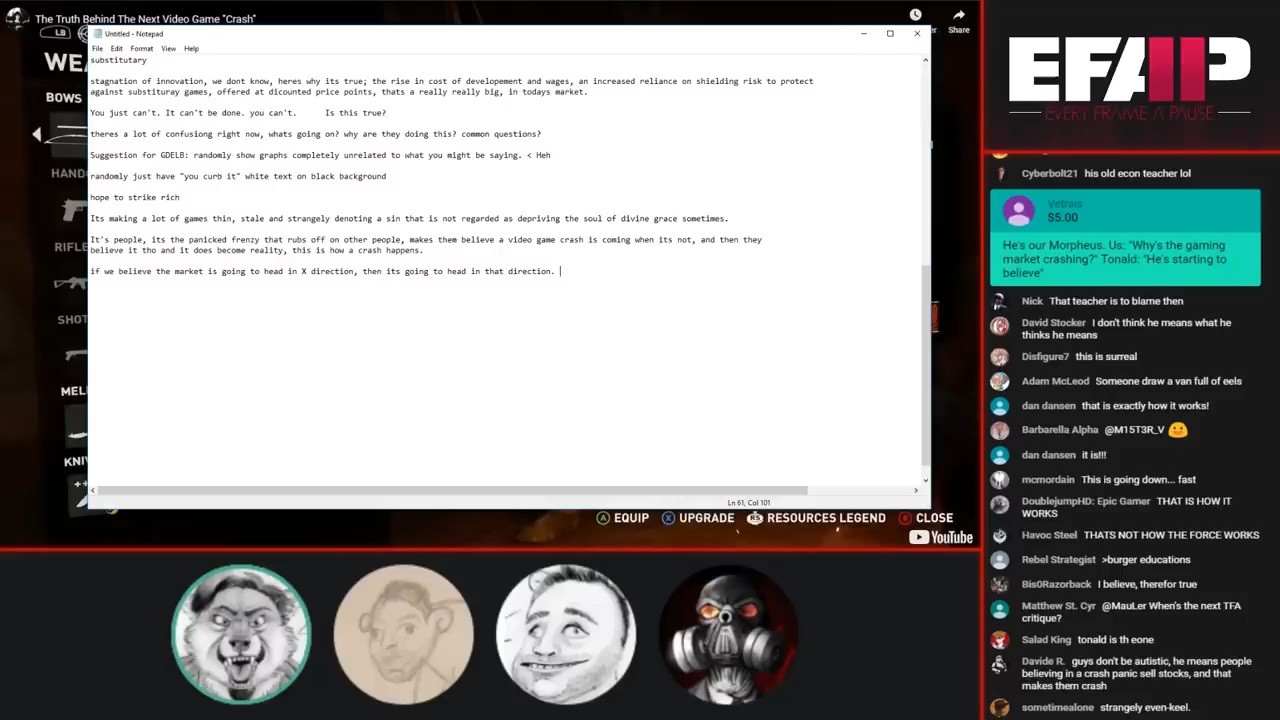 The Truth Behind The Next Video Game "Crash"
Share
LB
WE
BOWS
HAND
RIFLE
SHOT
MELL
KNIV
Untitled - Notepad
File Edit Format View Help
substitutary
stagnation of innovation, we dont know, heres why its true; the rise in cost of developement and wages, an increased reliance on shielding risk to protect
against substituray games, offered at dicounted price points, thats a really really big, in todays market.
You just can't. It can't be done. you can't. Is this true?
theres a lot of confusiong right now, whats going on? why are they doing this? common questions?
Suggestion for GDELB: randomly show graphs completely unrelated to what you might be saying. < Heh
randomly just have "you curb it" white text on black background
hope to strike rich
Its making a lot of games thin, stale and strangely denoting a sin that is not regarded as depriving the soul of divine grace sometimes.
It's people, its the panicked frenzy that rubs off on other people, makes them believe a video game crash is coming when its not, and then they
believe it tho and it does become reality, this is how a crash happens.
if we believe the market is going to head in X direction, then its going to head in that direction.
Ln 61, Col 101
A EQUIP X UPGRADE RS RESOURCES LEGEND B CLOSE
YouTube
EFAP
EVERY FRAME A PAUSE
Cyberbolt21 his old econ teacher lol
Vetrais
$5.00
He's our Morpheus. Us: "Why's the gaming
market crashing?" Tonald: "He's starting to
believe"
Nick That teacher is to blame then
David Stocker I don't think he means what he
thinks he means
Disfigure7 this is surreal
Adam McLeod Someone draw a van full of eels
dan dansen that is exactly how it works!
Barbarella Alpha @M15T3R_V
dan dansen it is!!!
mcmordain This is going down... fast
DoublejumpHD: Epic Gamer THAT IS HOW IT
WORKS
Havoc Steel THATS NOT HOW THE FORCE WORKS
Rebel Strategist >burger educations
Bis0Razorback I believe, therefor true
Matthew St. Cyr @MauLer When's the next TFA
critique?
Salad King tonald is th eone
Davide R. guys don't be autistic, he means people
believing in a crash panic sell stocks, and that
makes them crash
sometimealone strangely even-keel.